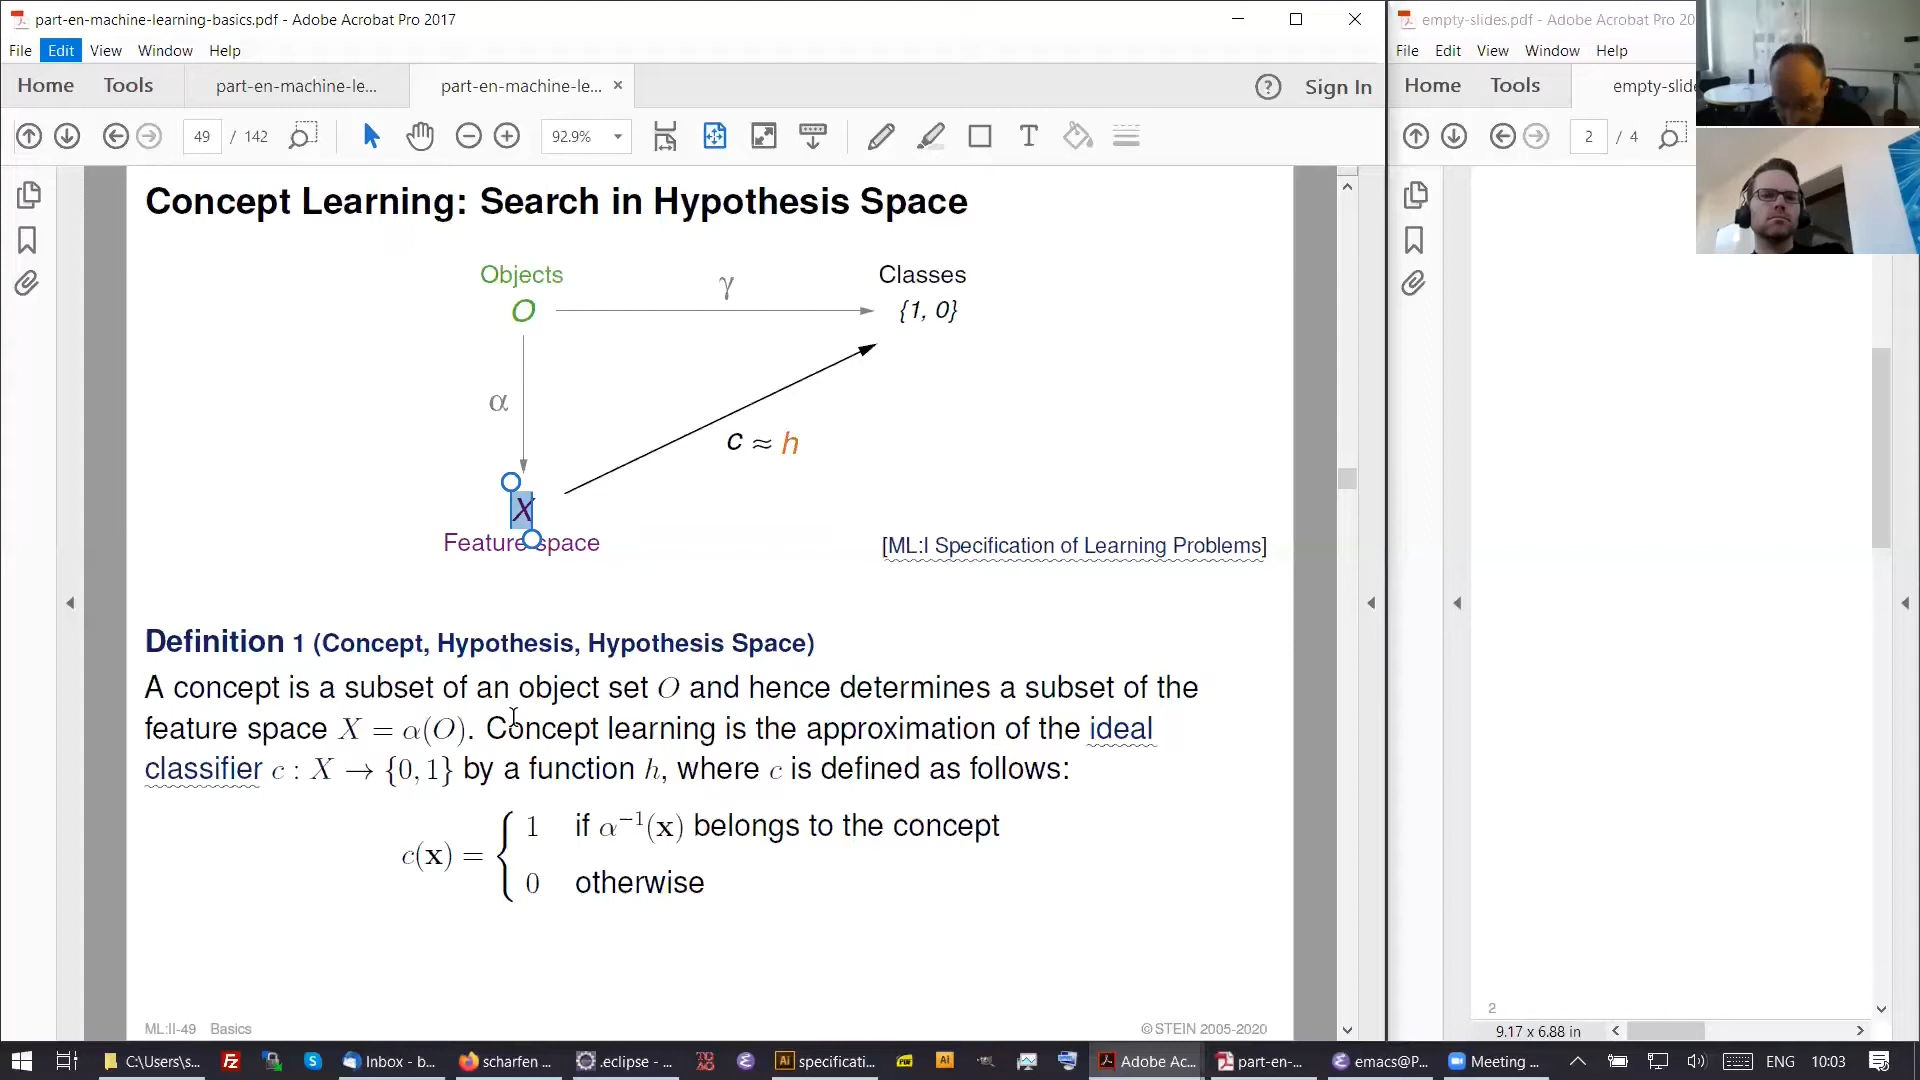 part-en-machine-learning-basics.pdf - Adobe Acrobat Pro 2017
File Edit View Window Help
Home Tools part-en-machine-le... part-en-machine-le... × ? Sign In
49 / 142 92.9%
Concept Learning: Search in Hypothesis Space
Objects Classes
O γ {1, 0}
α
c ≈ h
X
Feature space [ML:I Specification of Learning Problems]
Definition 1 (Concept, Hypothesis, Hypothesis Space)
A concept is a subset of an object set O and hence determines a subset of the
feature space X = α(O). Concept learning is the approximation of the ideal
classifier c : X → {0, 1} by a function h, where c is defined as follows:
c(x) = { 1 if α⁻¹(x) belongs to the concept
0 otherwise
ML:II-49 Basics © STEIN 2005-2020
empty-slides.pdf - Adobe Acrobat Pro 20
File Edit View Window Help
Home Tools empty-slide
2 / 4
2
9.17 x 6.88 in
C:\Users\s... Inbox - b... scharfen ... .eclipse - ... specificati... Adobe Ac... part-en-... emacs@P... Meeting ... ENG 10:03